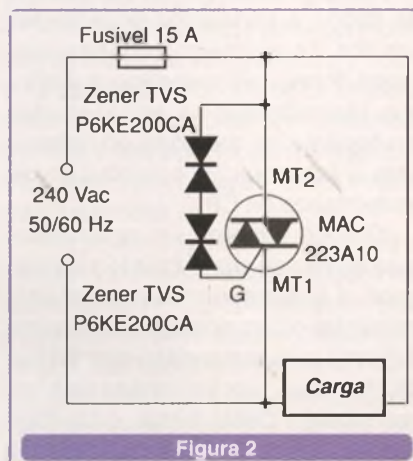 Fusivel 15 A
Zener TVS
P6KE200CA
MT2
240 Vac
50/60 Hz
MAC
223A10
MT1
G
Zener TVS
P6KE200CA
Carga
Figura 2